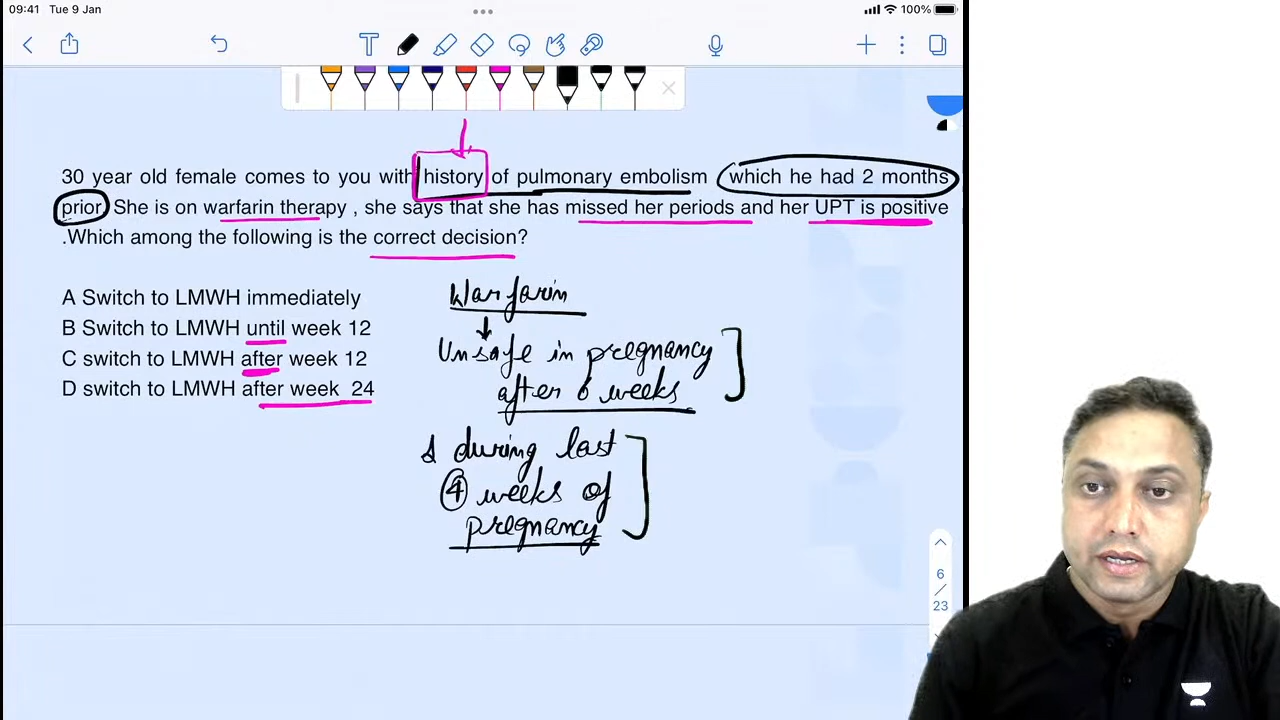 09:41 Tue 9 Jan
100%
T
30 year old female comes to you with history of pulmonary embolism which he had 2 months
prior. She is on warfarin therapy , she says that she has missed her periods and her UPT is positive
.Which among the following is the correct decision?
A Switch to LMWH immediately
B Switch to LMWH until week 12
C switch to LMWH after week 12
D switch to LMWH after week 24
Warfarin
Unsafe in pregnancy
after 6 weeks
& during last
4 weeks of
pregnancy
6
/
23